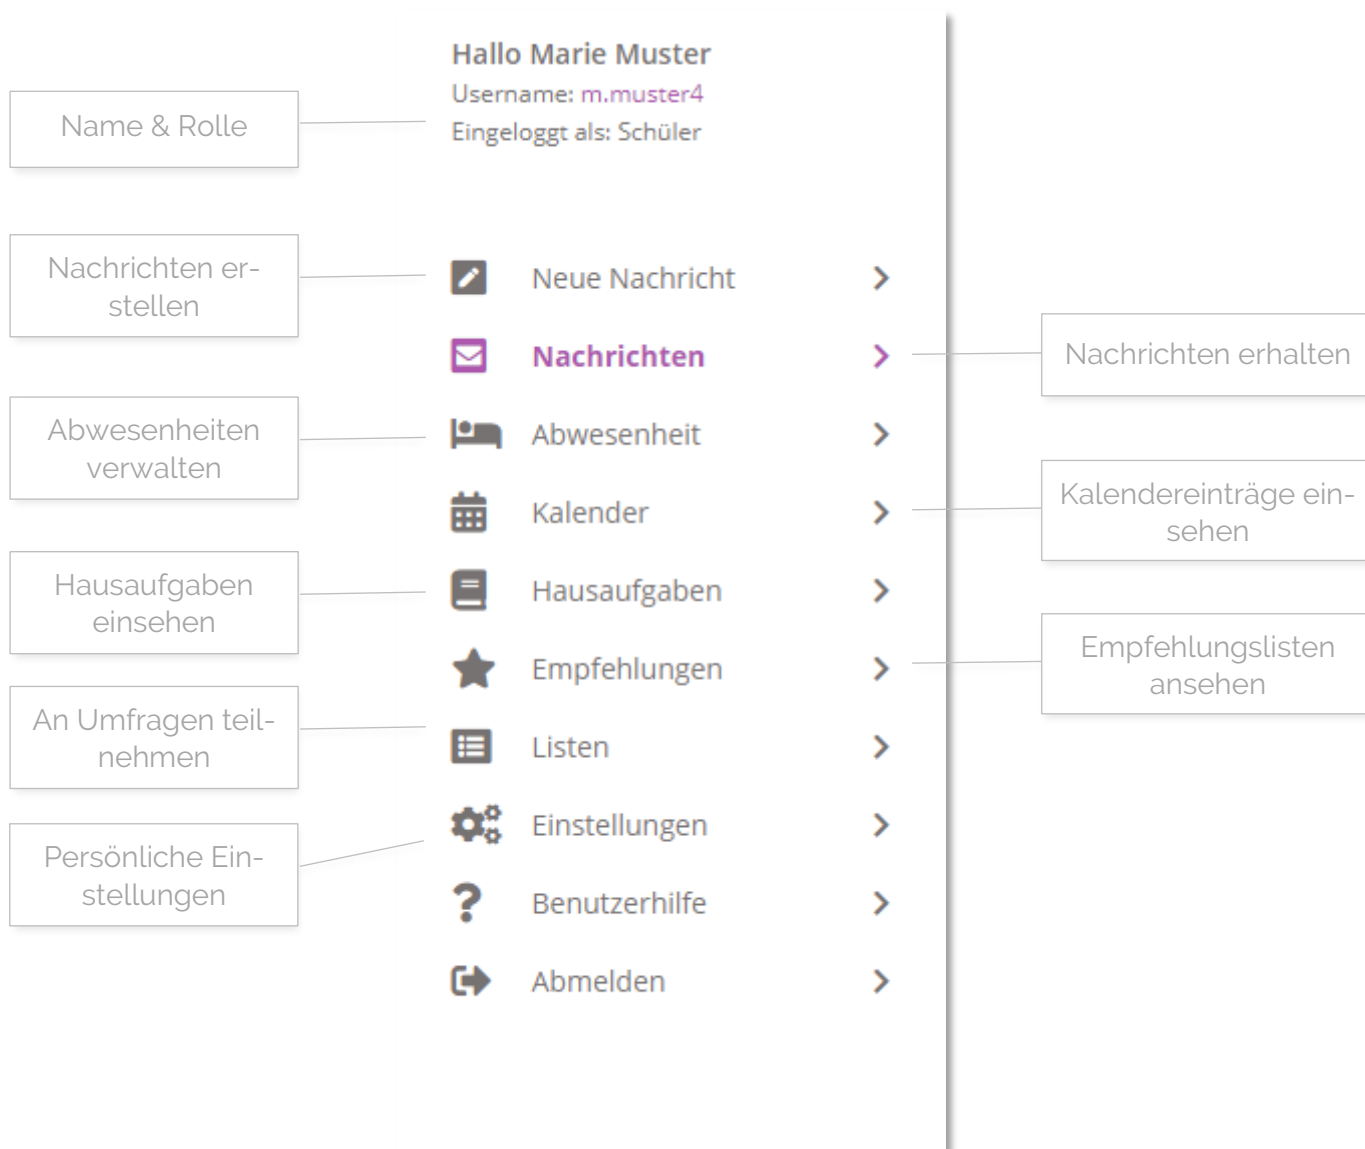 Hallo Marie Muster
Username: m.muster4
Eingeloggt als: Schüler
Name & Rolle
Nachrichten er-
stellen
Neue Nachricht
Nachrichten
Nachrichten erhalten
Abwesenheiten
verwalten
Abwesenheit
Kalender
Kalendereinträge ein-
sehen
Hausaufgaben
einsehen
Hausaufgaben
Empfehlungen
Empfehlungslisten
ansehen
An Umfragen teil-
nehmen
Listen
Persönliche Ein-
stellungen
Einstellungen
Benutzerhilfe
Abmelden